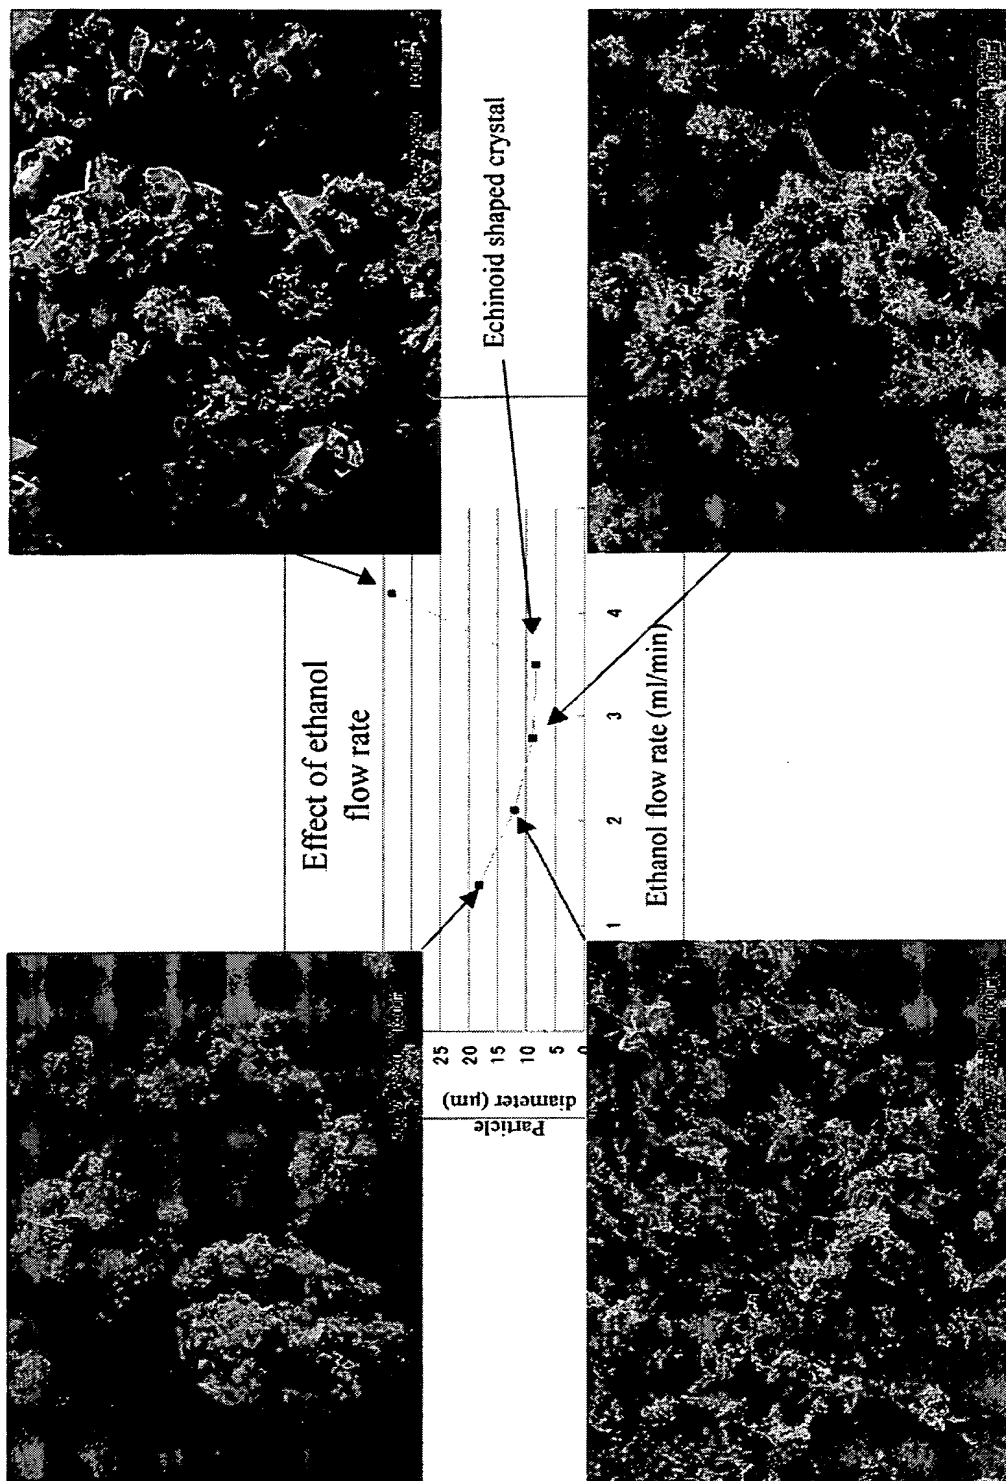 Effect of ethanol
flow rate
Particle
diameter (µm)
25
20
15
10
5
0
1
2
3
4
Ethanol flow rate (ml/min)
Echinoid shaped crystal